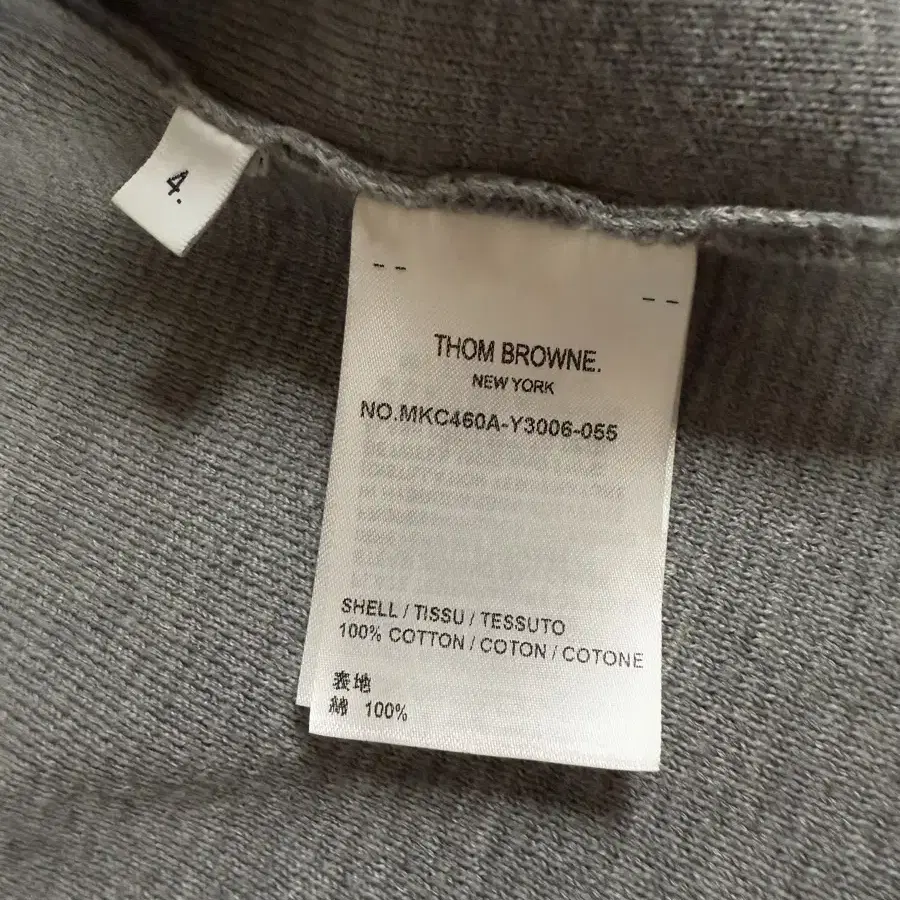 4.
-- --
THOM BROWNE.
NEW YORK
NO.MKC460A-Y3006-055
SHELL / TISSU / TESSUTO
100% COTTON / COTON / COTONE
表地
綿 100%